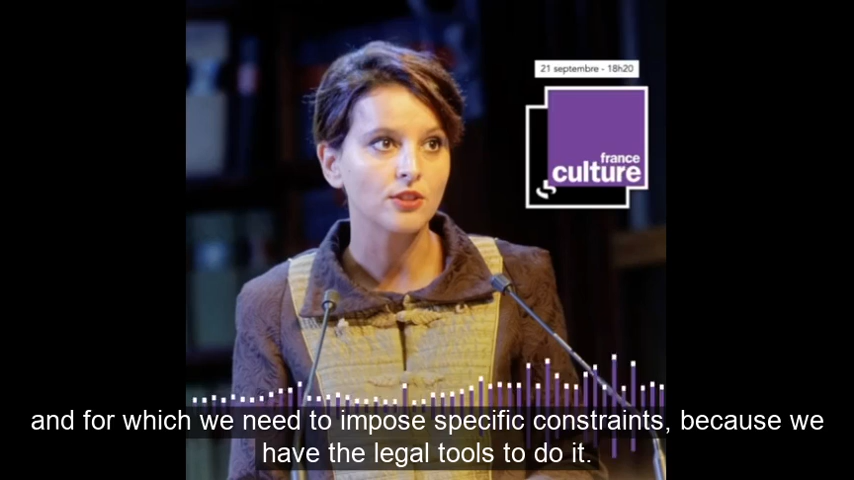 21 septembre - 18h20
france
culture
and for which we need to impose specific constraints, because we
have the legal tools to do it.